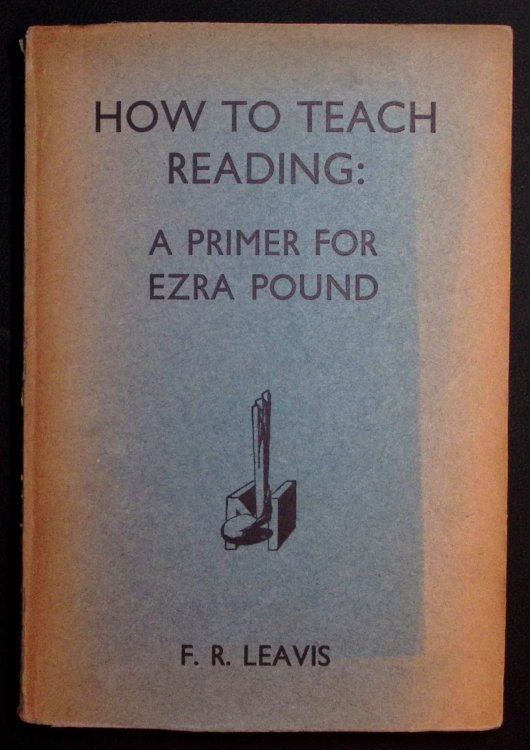 HOW TO TEACH
READING:
A PRIMER FOR
EZRA POUND
F. R. LEAVIS